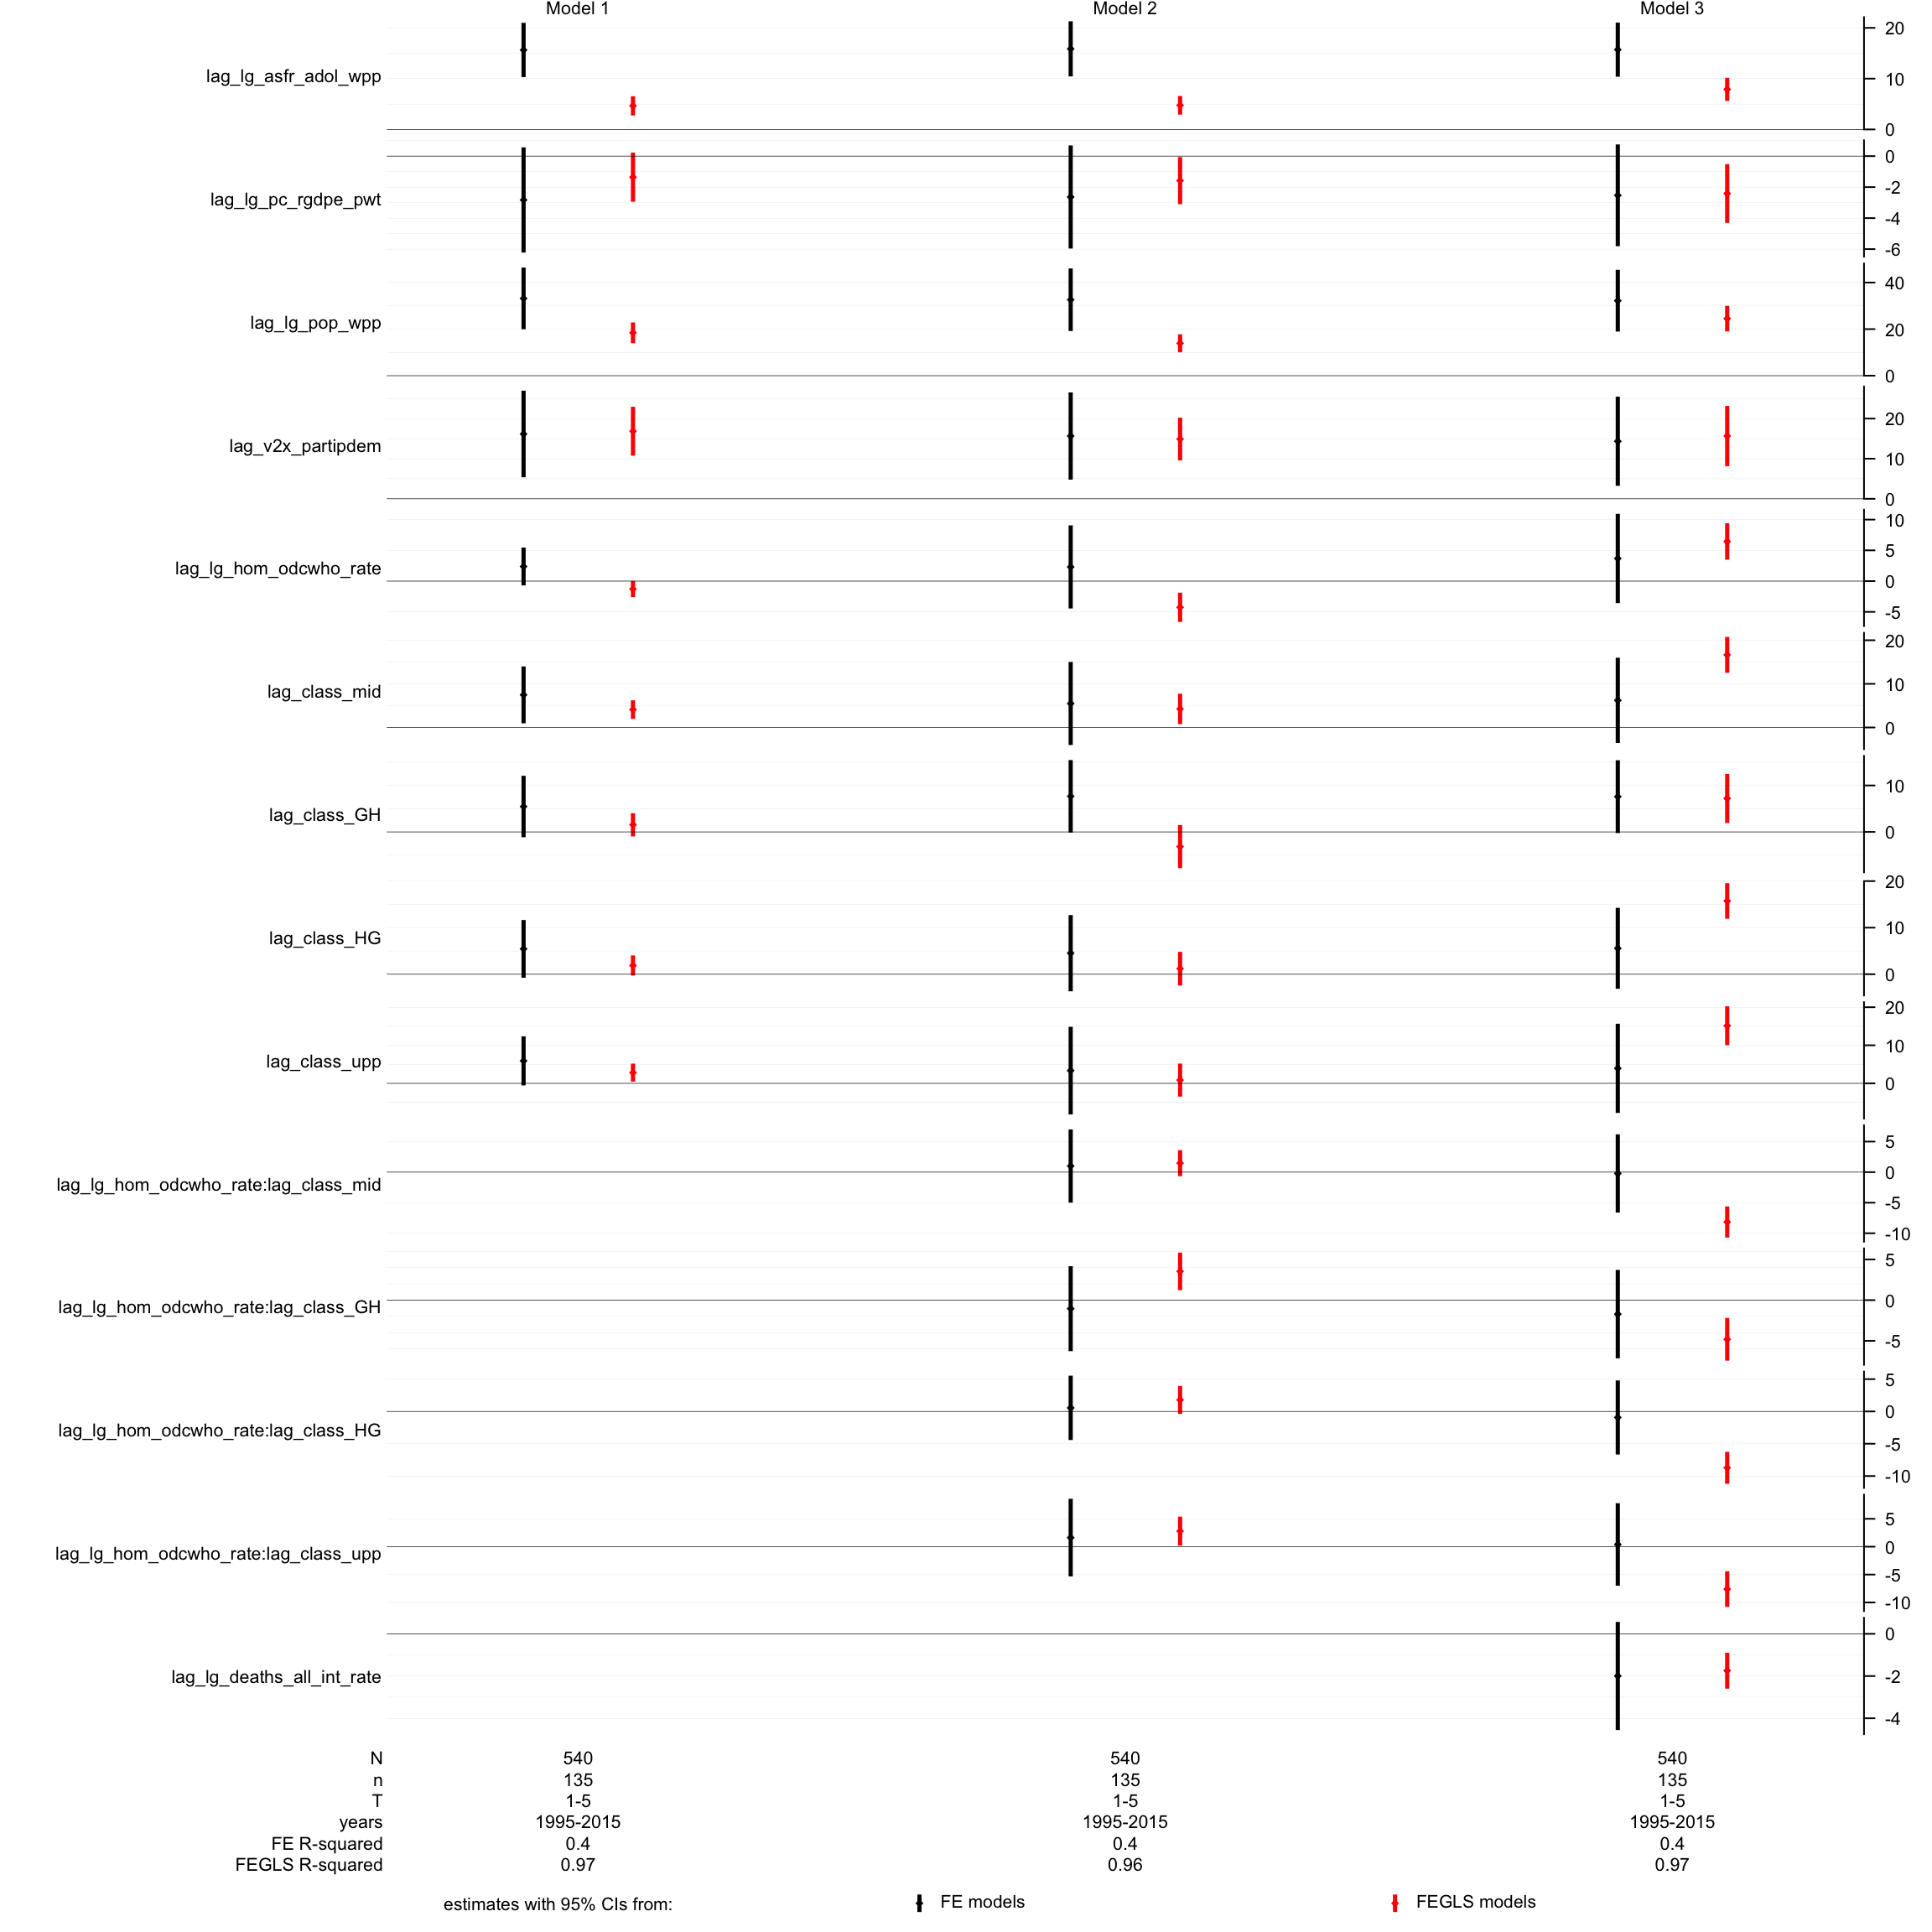 Model 1 Model 2 Model 3
lag_lg_asfr_adol_wpp 20 10 0
lag_lg_pc_rgdpe_pwt 0 -2 -4 -6
lag_lg_pop_wpp 40 20 0
lag_v2x_partipdem 20 10 0
lag_lg_hom_odcwho_rate 10 5 0 -5
lag_class_mid 20 10 0
lag_class_GH 10 0
lag_class_HG 20 10 0
lag_class_upp 20 10 0
lag_lg_hom_odcwho_rate:lag_class_mid 5 0 -5 -10
lag_lg_hom_odcwho_rate:lag_class_GH 5 0 -5
lag_lg_hom_odcwho_rate:lag_class_HG 5 0 -5 -10
lag_lg_hom_odcwho_rate:lag_class_upp 5 0 -5 -10
lag_lg_deaths_all_int_rate 0 -2 -4
N 540 540 540
n 135 135 135
T 1-5 1-5 1-5
years 1995-2015 1995-2015 1995-2015
FE R-squared 0.4 0.4 0.4
FEGLS R-squared 0.97 0.96 0.97
estimates with 95% CIs from: FE models FEGLS models